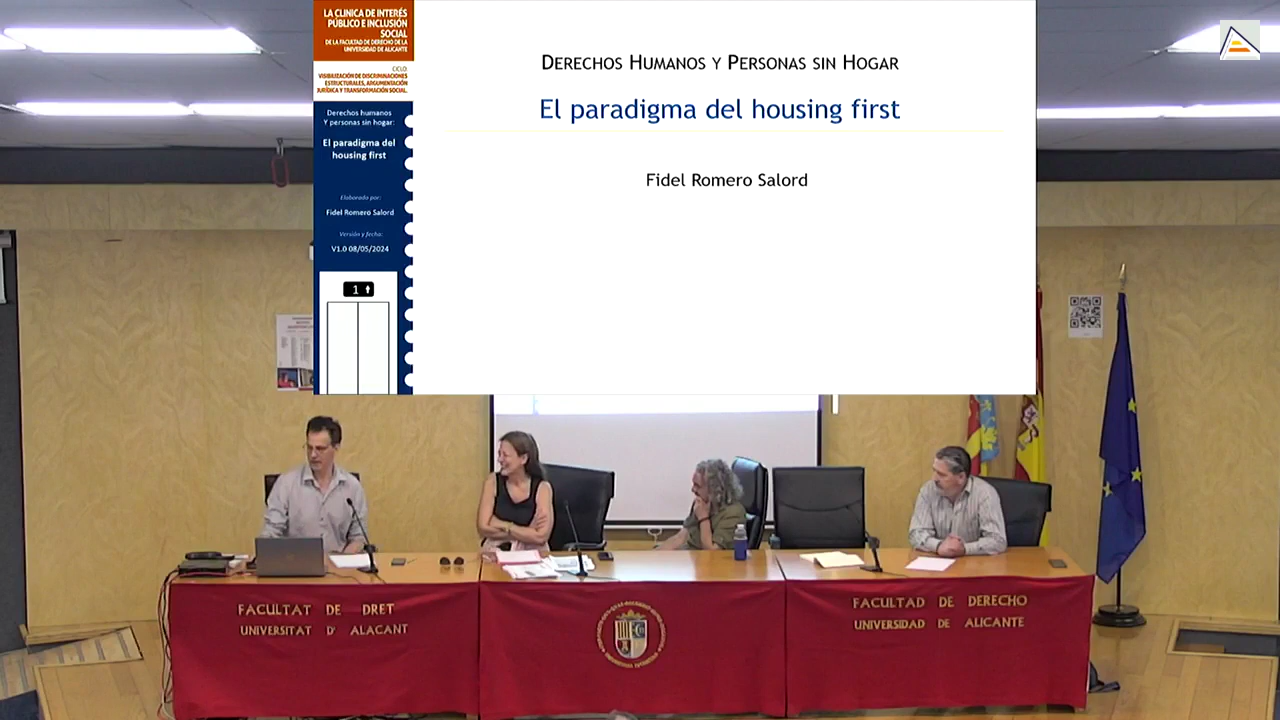 LA CLINICA DE INTERÉS
PÚBLICO E INCLUSIÓN
SOCIAL
DE LA FACULTAD DE DERECHO DE LA
UNIVERSIDAD DE ALICANTE
CICLO:
VISIBILIZACIÓN DE DISCRIMINACIONES
ESTRUCTURALES, ARGUMENTACIÓN
JURÍDICA Y TRANSFORMACIÓN SOCIAL.
Derechos humanos
Y personas sin hogar:
El paradigma del
housing first
Elaborado por:
Fidel Romero Salord
Versión y fecha:
V1.0 08/05/2024
1
DERECHOS HUMANOS Y PERSONAS SIN HOGAR
El paradigma del housing first
Fidel Romero Salord
FACULTAT DE DRET
UNIVERSITAT D' ALACANT
FACULTAD DE DERECHO
UNIVERSIDAD DE ALICANTE